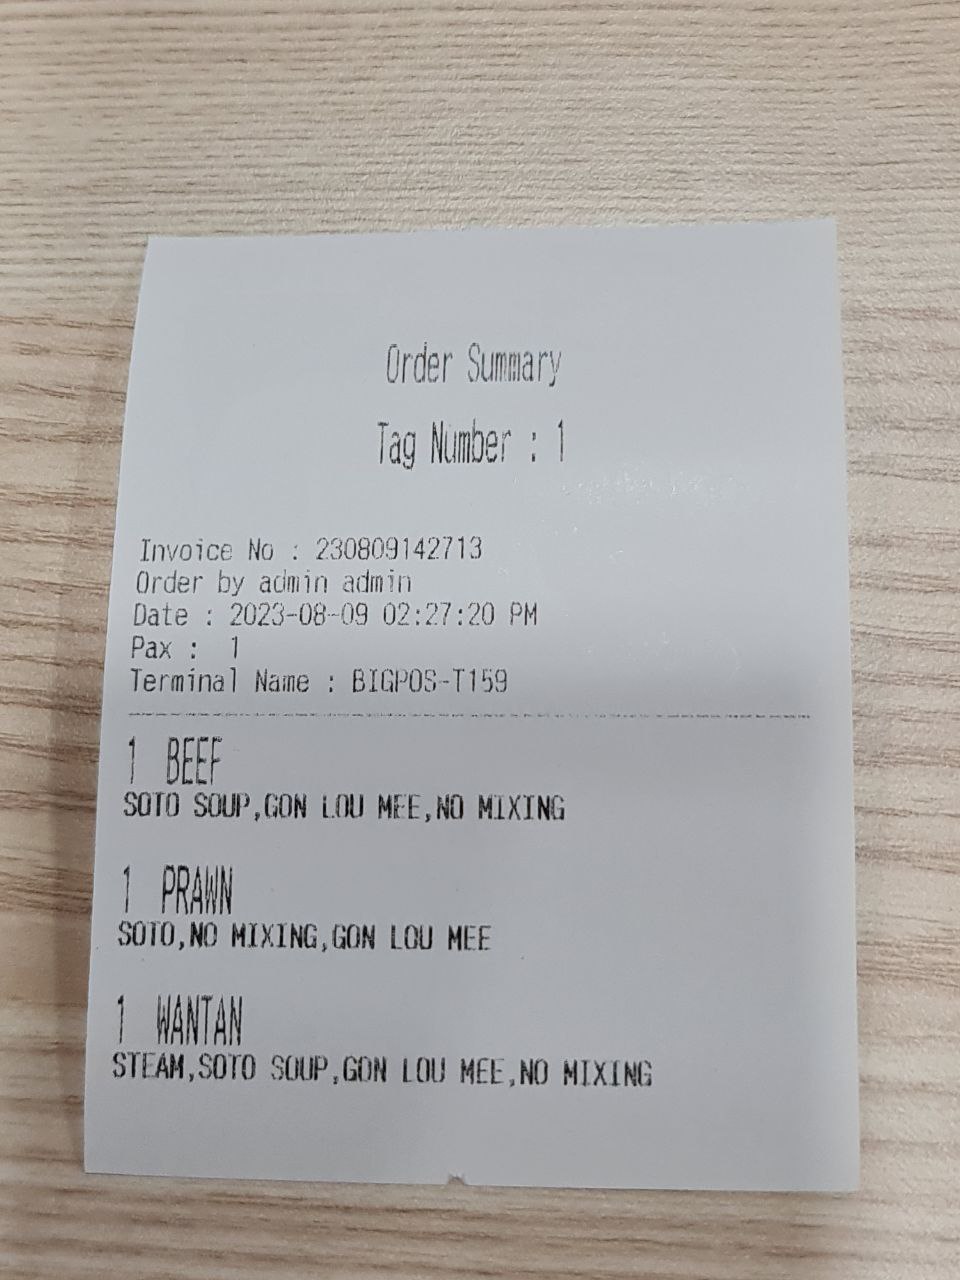 Order Summary
Tag Number : 1
Invoice No : 230809142713
Order by admin admin
Date : 2023-08-09 02:27:20 PM
Pax : 1
Terminal Name : BIGPOS-T159
1 BEEF
SOTO SOUP,GON LOU MEE,NO MIXING
1 PRAWN
SOTO,NO MIXING,GON LOU MEE
1 WANTAN
STEAM,SOTO SOUP,GON LOU MEE,NO MIXING